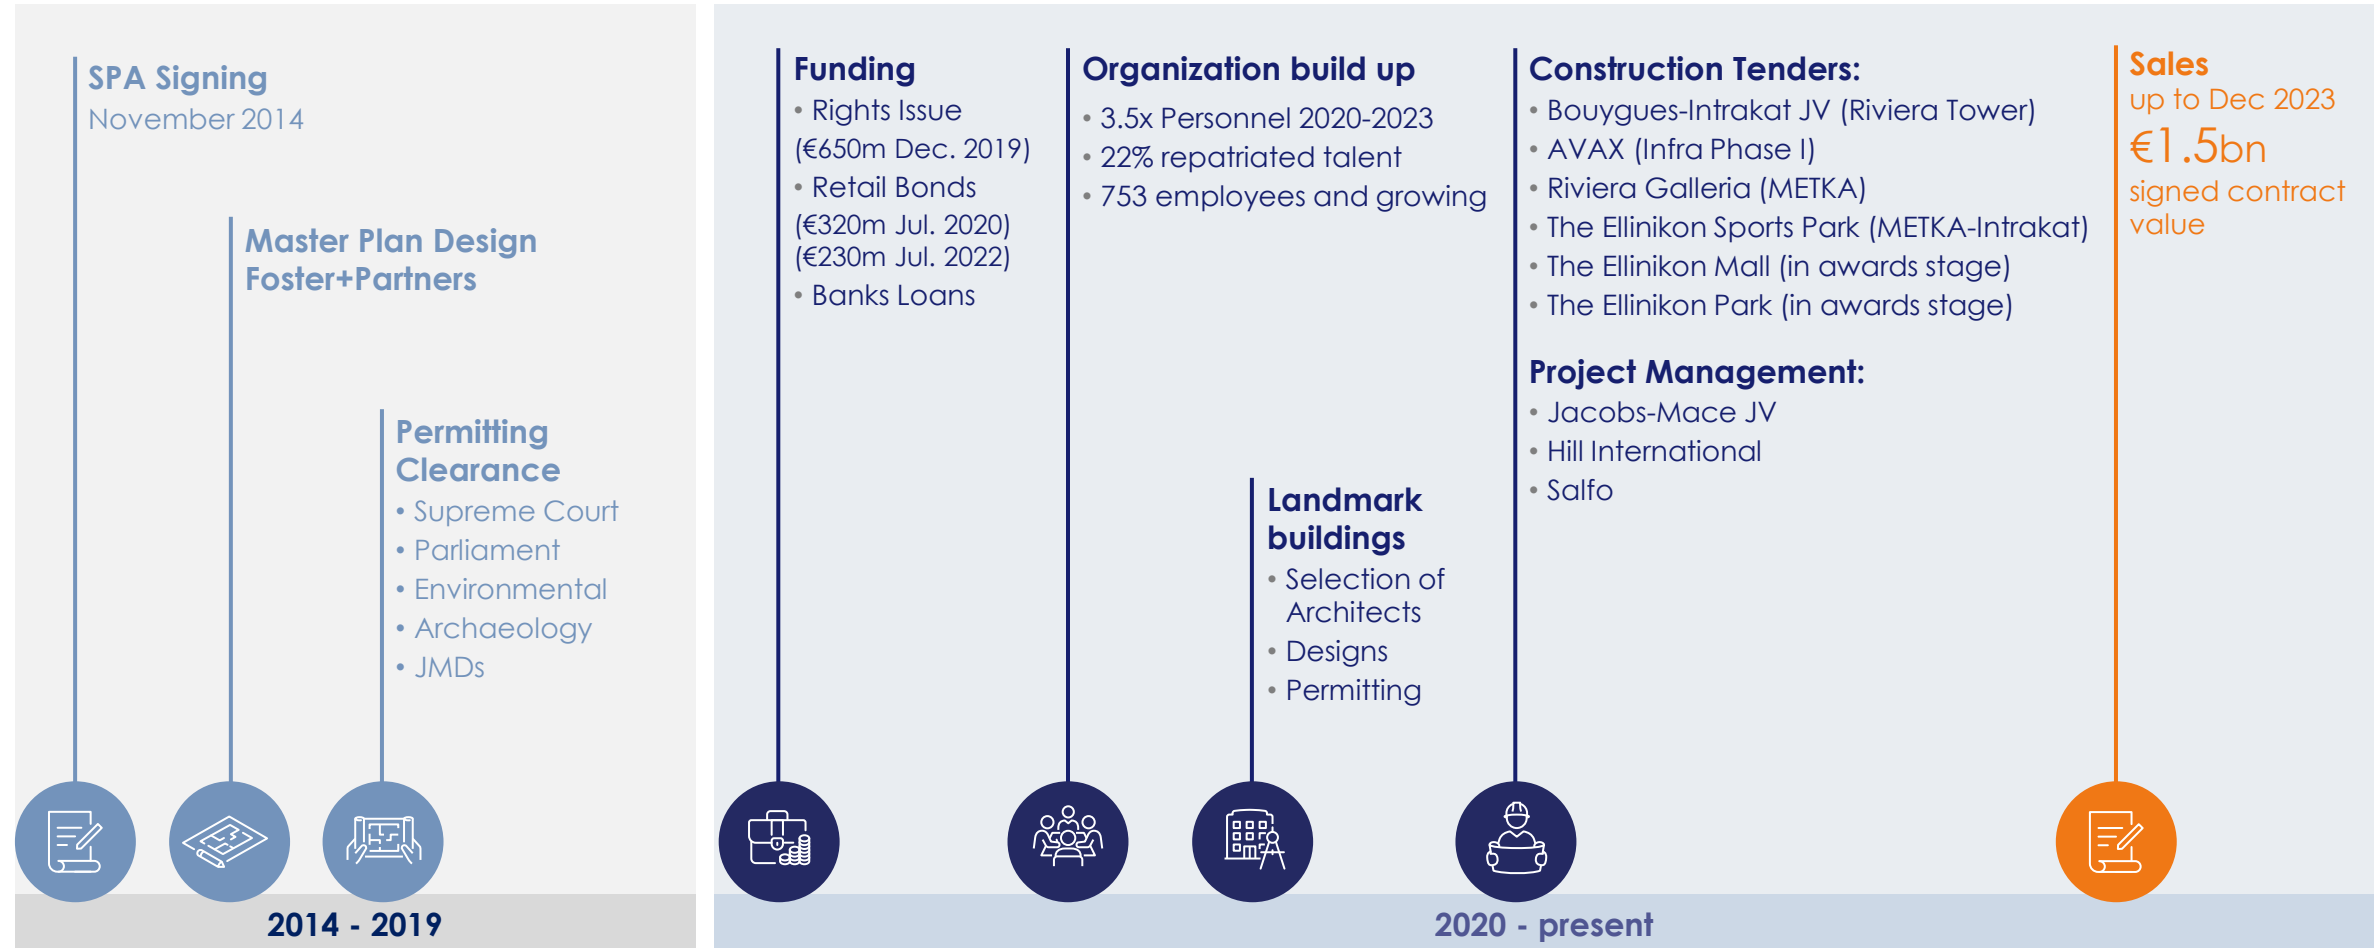 SPA Signing
November 2014
Master Plan Design
Foster+Partners
Permitting
Clearance
• Supreme Court
• Parliament
• Environmental
• Archaeology
• JMDs
2014 - 2019
Funding
• Rights Issue
(€650m Dec. 2019)
• Retail Bonds
(€320m Jul. 2020)
(€230m Jul. 2022)
• Banks Loans
Organization build up
• 3.5x Personnel 2020-2023
• 22% repatriated talent
• 753 employees and growing
Landmark
buildings
• Selection of
Architects
• Designs
• Permitting
Construction Tenders:
• Bouygues-Intrakat JV (Riviera Tower)
• AVAX (Infra Phase I)
• Riviera Galleria (METKA)
• The Ellinikon Sports Park (METKA-Intrakat)
• The Ellinikon Mall (in awards stage)
• The Ellinikon Park (in awards stage)
Project Management:
• Jacobs-Mace JV
• Hill International
• Salfo
Sales
up to Dec 2023
€1.5bn
signed contract
value
2020 - present